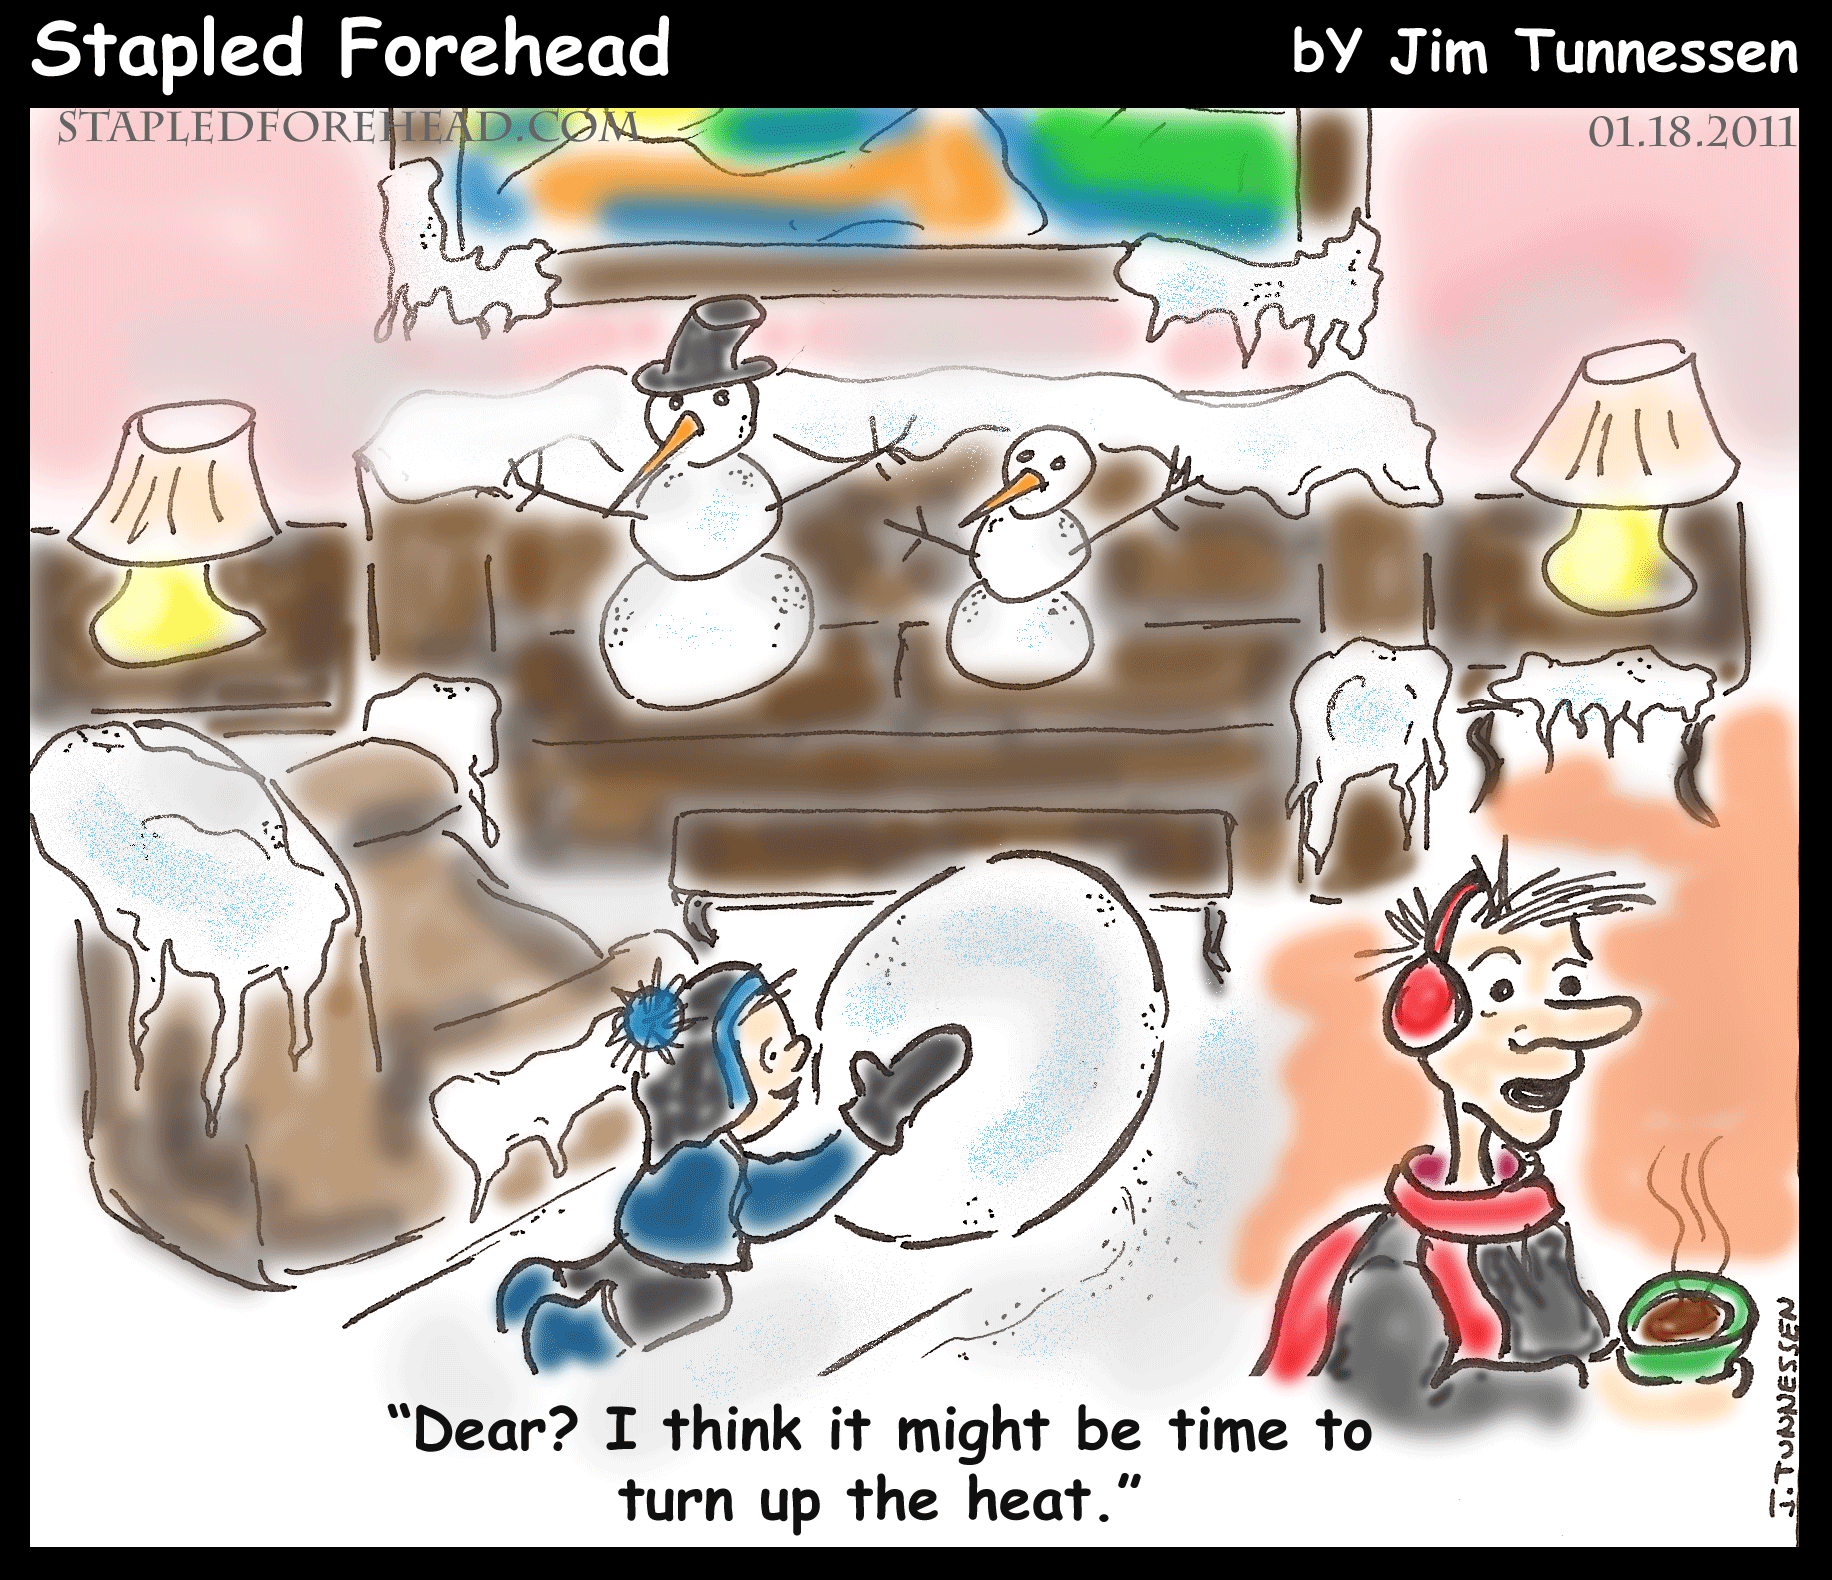 Stapled Forehead
bY Jim Tunnessen
STAPLEDFOREHEAD.COM
01.18.2011
"Dear? I think it might be time to
turn up the heat."
J.TUNNESSEN